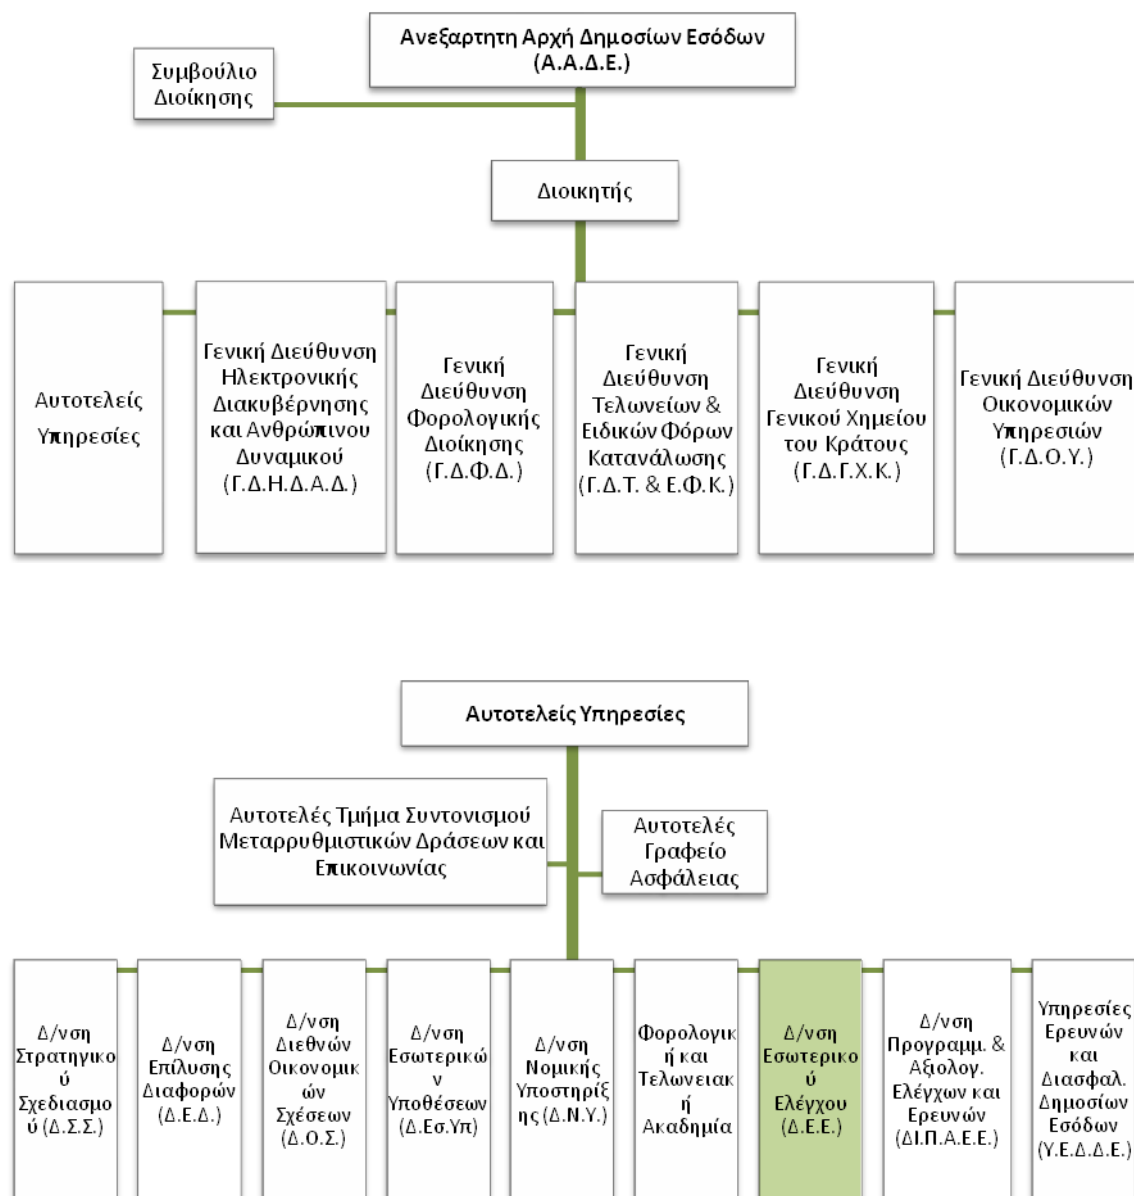 Ανεξαρτητη Αρχή Δημοσίων Εσόδων
(Α.Α.Δ.Ε.)
Συμβούλιο
Διοίκησης
Διοικητής
Αυτοτελείς
Υπηρεσίες
Γενική Διεύθυνση
Ηλεκτρονικής
Διακυβέρνησης
και Ανθρώπινου
Δυναμικού
(Γ.Δ.Η.Δ.Α.Δ.)
Γενική
Διεύθυνση
Φορολογικής
Διοίκησης
(Γ.Δ.Φ.Δ.)
Γενική
Διεύθυνση
Τελωνείων &
Ειδικών Φόρων
Κατανάλωσης
(Γ.Δ.Τ. & Ε.Φ.Κ.)
Γενική
Διεύθυνση
Γενικού Χημείου
του Κράτους
(Γ.Δ.Γ.Χ.Κ.)
Γενική Διεύθυνση
Οικονομικών
Υπηρεσιών
(Γ.Δ.Ο.Υ.)
Αυτοτελείς Υπηρεσίες
Αυτοτελές Τμήμα Συντονισμού
Μεταρρυθμιστικών Δράσεων και
Επικοινωνίας
Αυτοτελές
Γραφείο
Ασφάλειας
Δ/νση
Στρατηγικο
ύ
Σχεδιασμο
ύ (Δ.Σ.Σ.)
Δ/νση
Επίλυσης
Διαφορών
(Δ.Ε.Δ.)
Δ/νση
Διεθνών
Οικονομικ
ών
Σχέσεων
(Δ.Ο.Σ.)
Δ/νση
Εσωτερικώ
ν
Υποθέσεων
(Δ.Εσ.Υπ)
Δ/νση
Νομικής
Υποστηρίξ
ης (Δ.Ν.Υ.)
Φορολογικ
ή και
Τελωνειακ
ή
Ακαδημία
Δ/νση
Εσωτερικο
ύ
Ελέγχου
(Δ.Ε.Ε.)
Δ/νση
Προγραμμ. &
Αξιολογ.
Ελέγχων και
Ερευνών
(ΔΙ.Π.Α.Ε.Ε.)
Υπηρεσίες
Ερευνών
και
Διασφαλ.
Δημοσίων
Εσόδων
(Υ.Ε.Δ.Δ.Ε.)